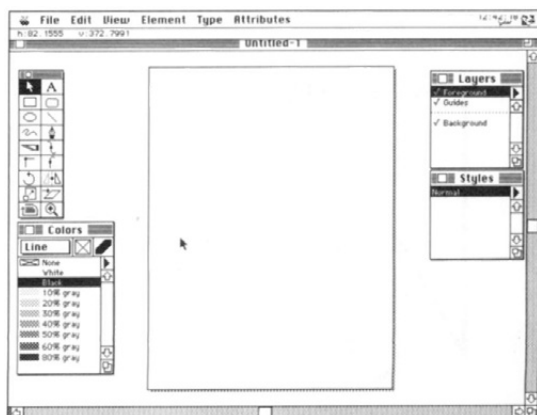 File Edit View Element Type Attributes
h:82.1555 v:372.7991
Untitled-1
A
Layers
✓ Foreground
✓ Guides
✓ Background
Styles
Normal
Colors
Line
None
White
Black
10% gray
20% gray
30% gray
40% gray
50% gray
60% gray
80% gray